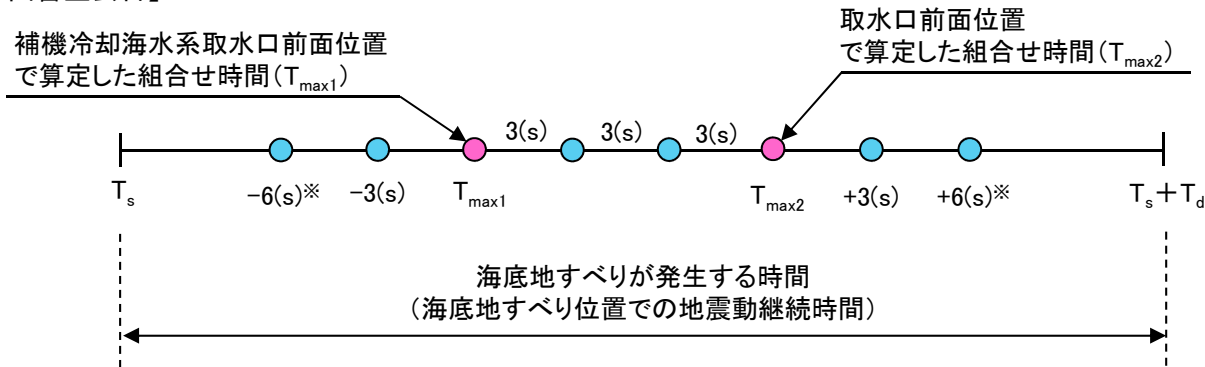 補機冷却海水系取水口前面位置
で算定した組合せ時間(Tmax1)
取水口前面位置
で算定した組合せ時間(Tmax2)
3(s) 3(s) 3(s)
Ts -6(s)※ -3(s) Tmax1 Tmax2 +3(s) +6(s)※ Ts+Td
海底地すべりが発生する時間
(海底地すべり位置での地震動継続時間)